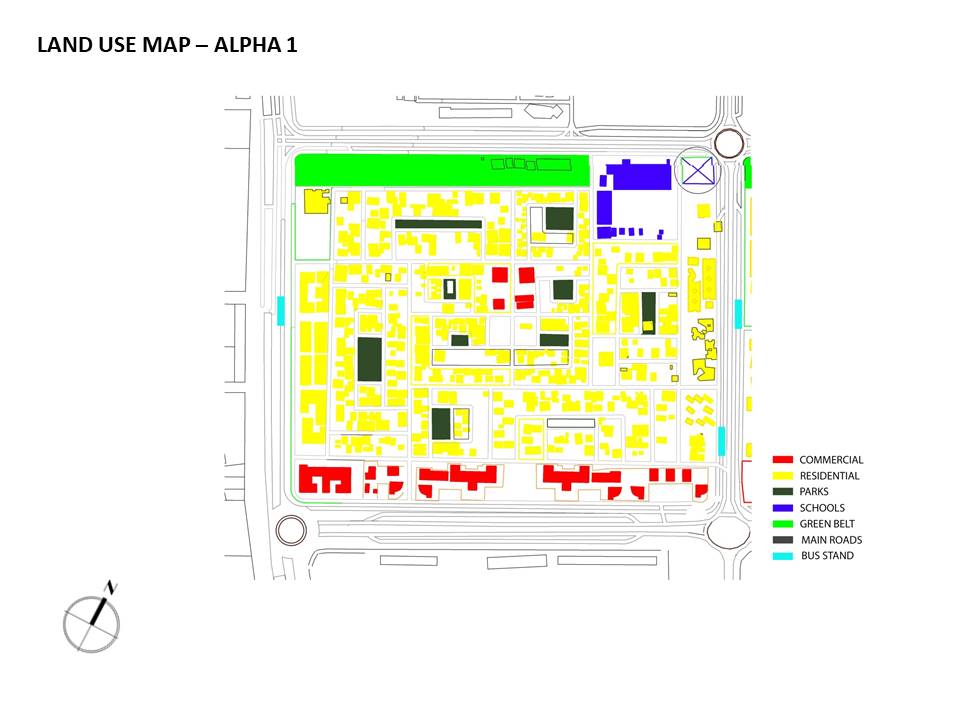 LAND USE MAP – ALPHA 1
COMMERCIAL
RESIDENTIAL
PARKS
SCHOOLS
GREEN BELT
MAIN ROADS
BUS STAND
N